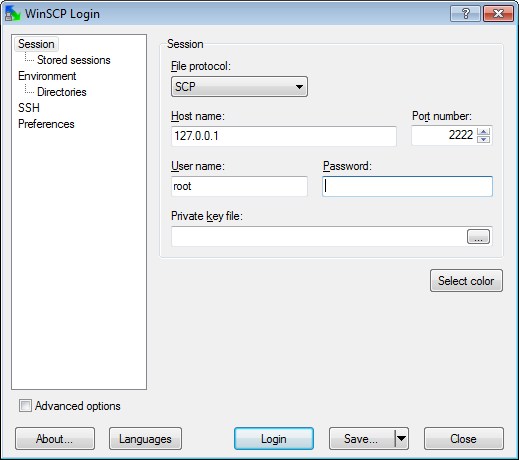 WinSCP Login
Session
Stored sessions
Environment
Directories
SSH
Preferences
Session
File protocol:
SCP
Host name:
Port number:
127.0.0.1
2222
User name:
Password:
root
Private key file:
...
Select color
Advanced options
About...
Languages
Login
Save...
Close